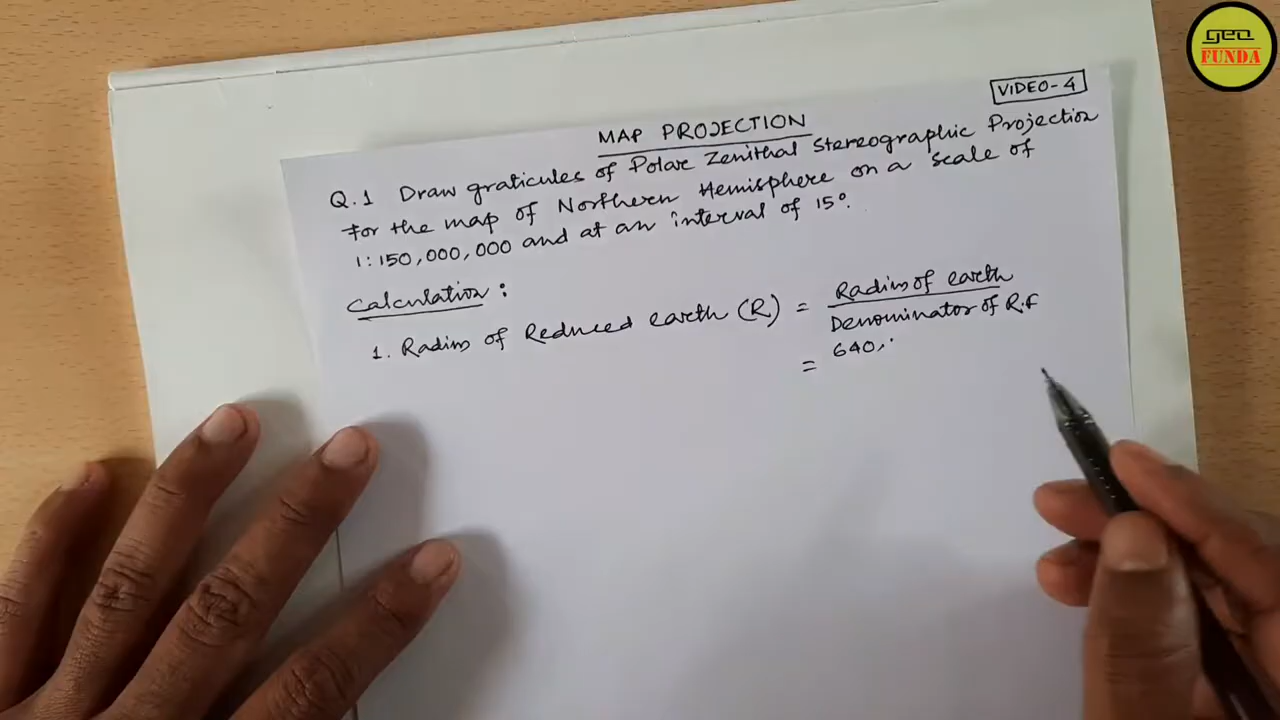 geo
FUNDA
VIDEO-4
MAP PROJECTION
Q.1 Draw graticules of Polar Zenithal Stereographic Projection
for the map of Northern Hemisphere on a scale of
1:150,000,000 and at an interval of 15°.
Calculation:
1. Radius of Reduced earth (R) = Radius of earth
Denominator of R.F
= 640,